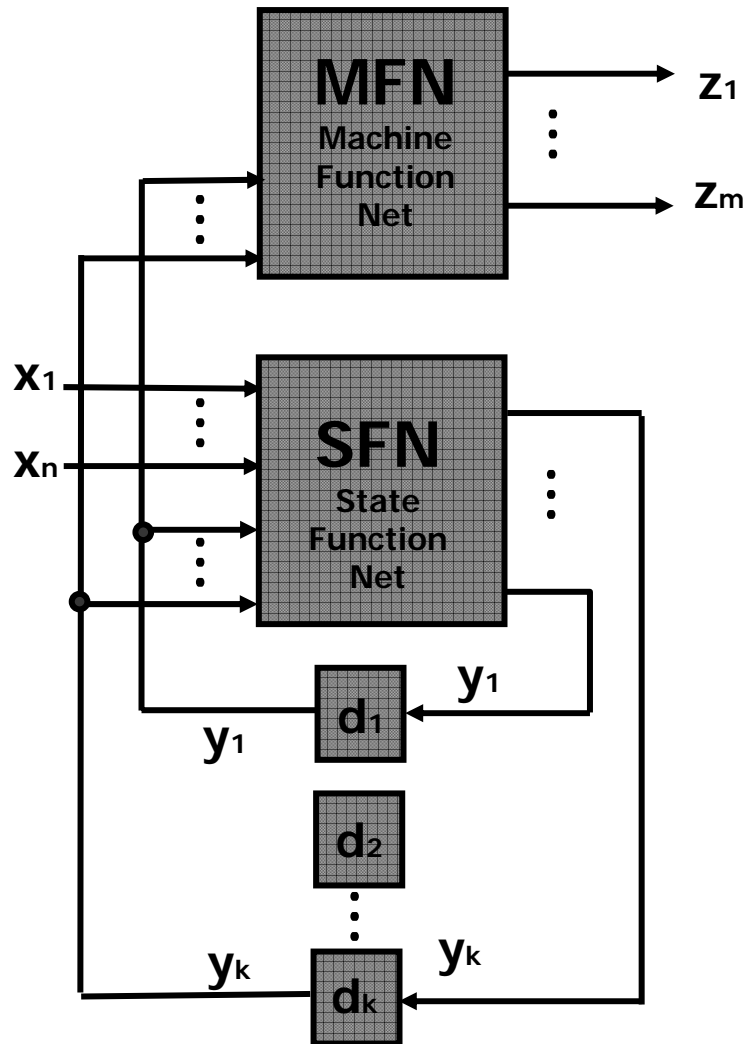 MFN
Machine
Function
Net
z1
zm
x1
xn
SFN
State
Function
Net
y1
d1
y1
d2
yk
yk
dk